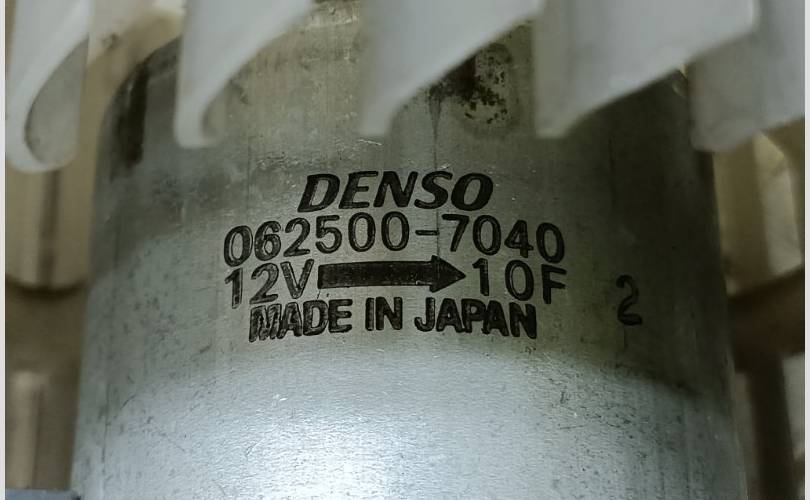 DENSO
062500-7040
12V → 10F 2
MADE IN JAPAN